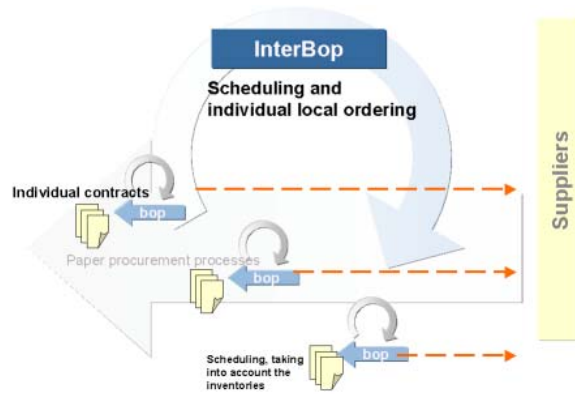 InterBop
Scheduling and
individual local ordering
Suppliers
Individual contracts
bop
Paper procurement processes
bop
bop
Scheduling, taking
into account the
inventories